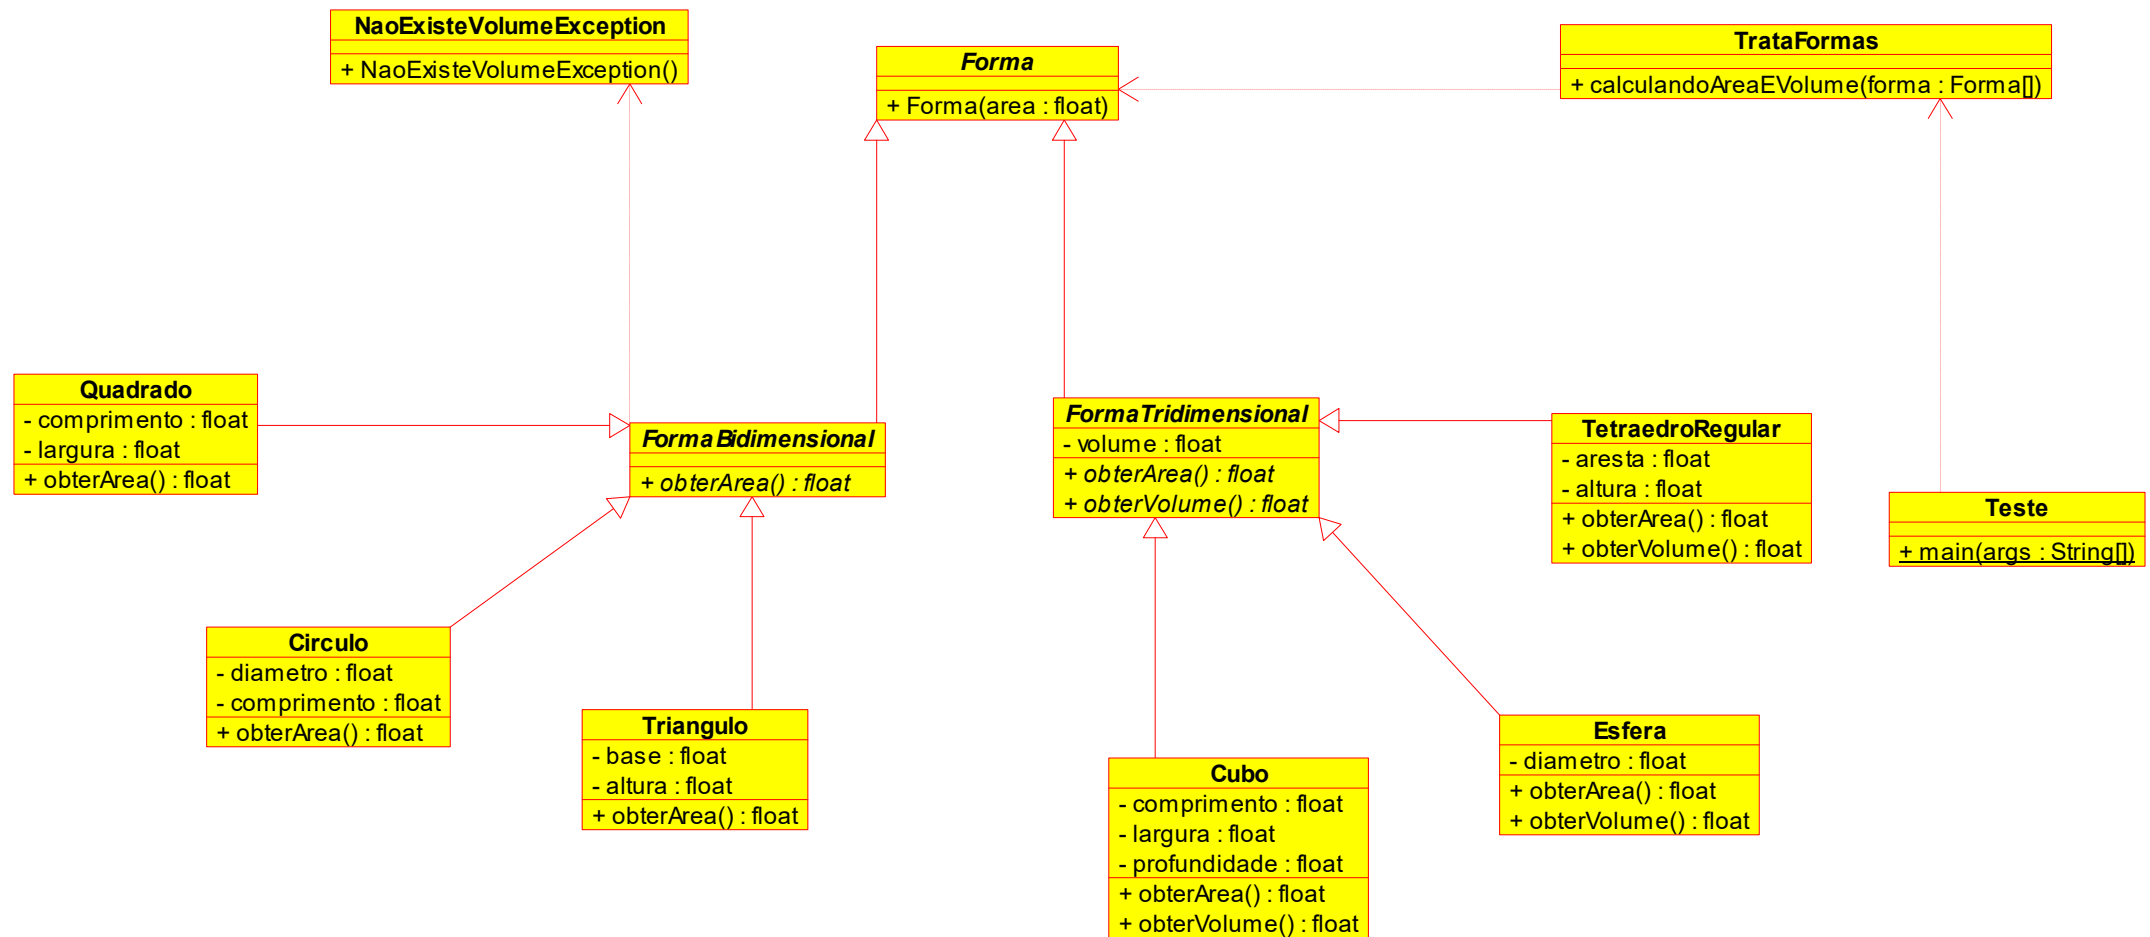 NaoExisteVolumeException
+ NaoExisteVolumeException()
Forma
+ Forma(area : float)
TrataFormas
+ calculandoAreaEVolume(forma : Forma[])
Quadrado
- comprimento : float
- largura : float
+ obterArea() : float
FormaBidimensional
+ obterArea() : float
FormaTridimensional
- volume : float
+ obterArea() : float
+ obterVolume() : float
TetraedroRegular
- aresta : float
- altura : float
+ obterArea() : float
+ obterVolume() : float
Teste
+ main(args : String[])
Circulo
- diametro : float
- comprimento : float
+ obterArea() : float
Triangulo
- base : float
- altura : float
+ obterArea() : float
Cubo
- comprimento : float
- largura : float
- profundidade : float
+ obterArea() : float
+ obterVolume() : float
Esfera
- diametro : float
+ obterArea() : float
+ obterVolume() : float